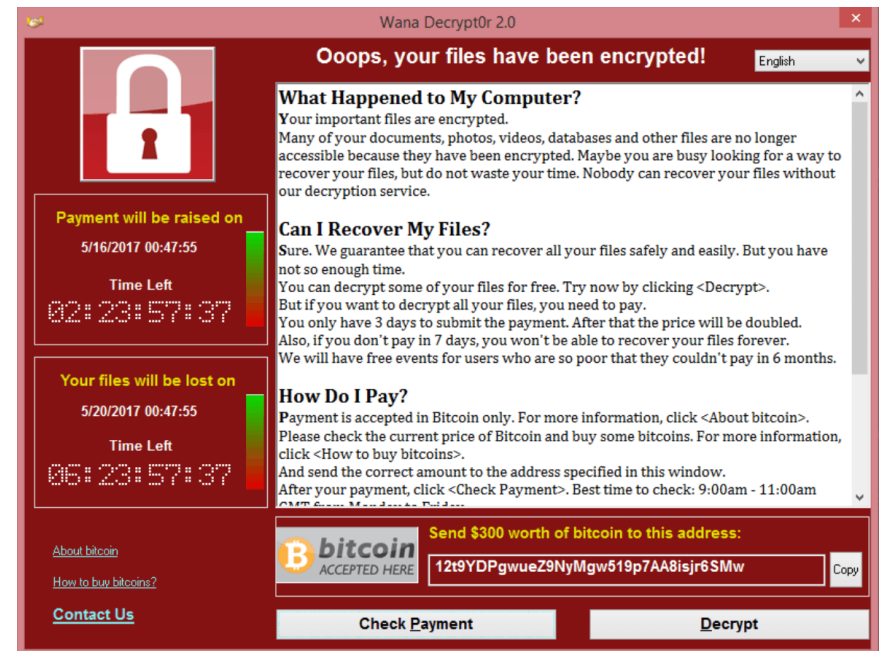 Wana Decrypt0r 2.0
Ooops, your files have been encrypted!
English
What Happened to My Computer?
Your important files are encrypted.
Many of your documents, photos, videos, databases and other files are no longer
accessible because they have been encrypted. Maybe you are busy looking for a way to
recover your files, but do not waste your time. Nobody can recover your files without
our decryption service.
Can I Recover My Files?
Sure. We guarantee that you can recover all your files safely and easily. But you have
not so enough time.
You can decrypt some of your files for free. Try now by clicking <Decrypt>.
But if you want to decrypt all your files, you need to pay.
You only have 3 days to submit the payment. After that the price will be doubled.
Also, if you don't pay in 7 days, you won't be able to recover your files forever.
We will have free events for users who are so poor that they couldn't pay in 6 months.
How Do I Pay?
Payment is accepted in Bitcoin only. For more information, click <About bitcoin>.
Please check the current price of Bitcoin and buy some bitcoins. For more information,
click <How to buy bitcoins>.
And send the correct amount to the address specified in this window.
After your payment, click <Check Payment>. Best time to check: 9:00am - 11:00am
GMT from Monday to Friday.
Payment will be raised on
5/16/2017 00:47:55
Time Left
02:23:57:37
Your files will be lost on
5/20/2017 00:47:55
Time Left
06:23:57:37
About bitcoin
How to buy bitcoins?
Contact Us
bitcoin
ACCEPTED HERE
Send $300 worth of bitcoin to this address:
12t9YDPgwueZ9NyMgw519p7AA8isjr6SMw
Copy
Check Payment
Decrypt